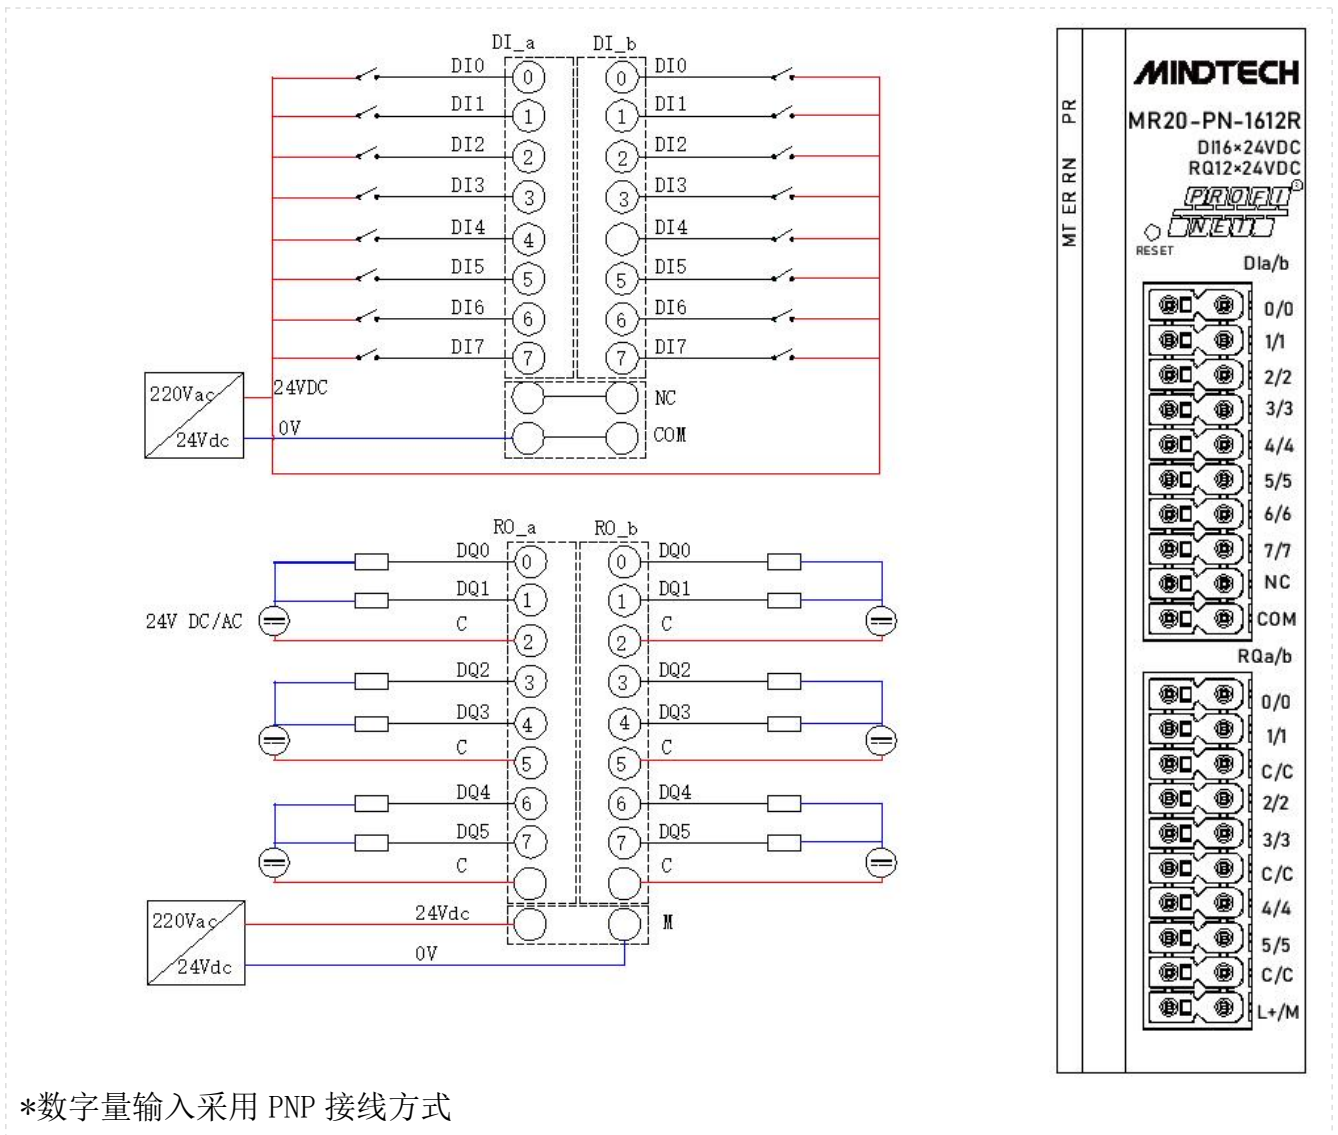 DI_a DI_b
DI0 0 0 DI0
DI1 1 1 DI1
DI2 2 2 DI2
DI3 3 3 DI3
DI4 4 DI4
DI5 5 5 DI5
DI6 6 6 DI6
DI7 7 7 DI7
220Vac
24Vdc
24VDC
NC
0V
COM
RO_a RO_b
DQ0 0 0 DQ0
DQ1 1 1 DQ1
24V DC/AC
C 2 2 C
DQ2 3 3 DQ2
DQ3 4 4 DQ3
C 5 5 C
DQ4 6 6 DQ4
DQ5 7 7 DQ5
C C
220Vac
24Vdc
24Vdc
M
0V
*数字量输入采用 PNP 接线方式
MT ER RN PR
MINDTECH
MR20-PN-1612R
DI16×24VDC
RQ12×24VDC
PROFI
NET
RESET
DIa/b
0/0
1/1
2/2
3/3
4/4
5/5
6/6
7/7
NC
COM
RQa/b
0/0
1/1
C/C
2/2
3/3
C/C
4/4
5/5
C/C
L+/M